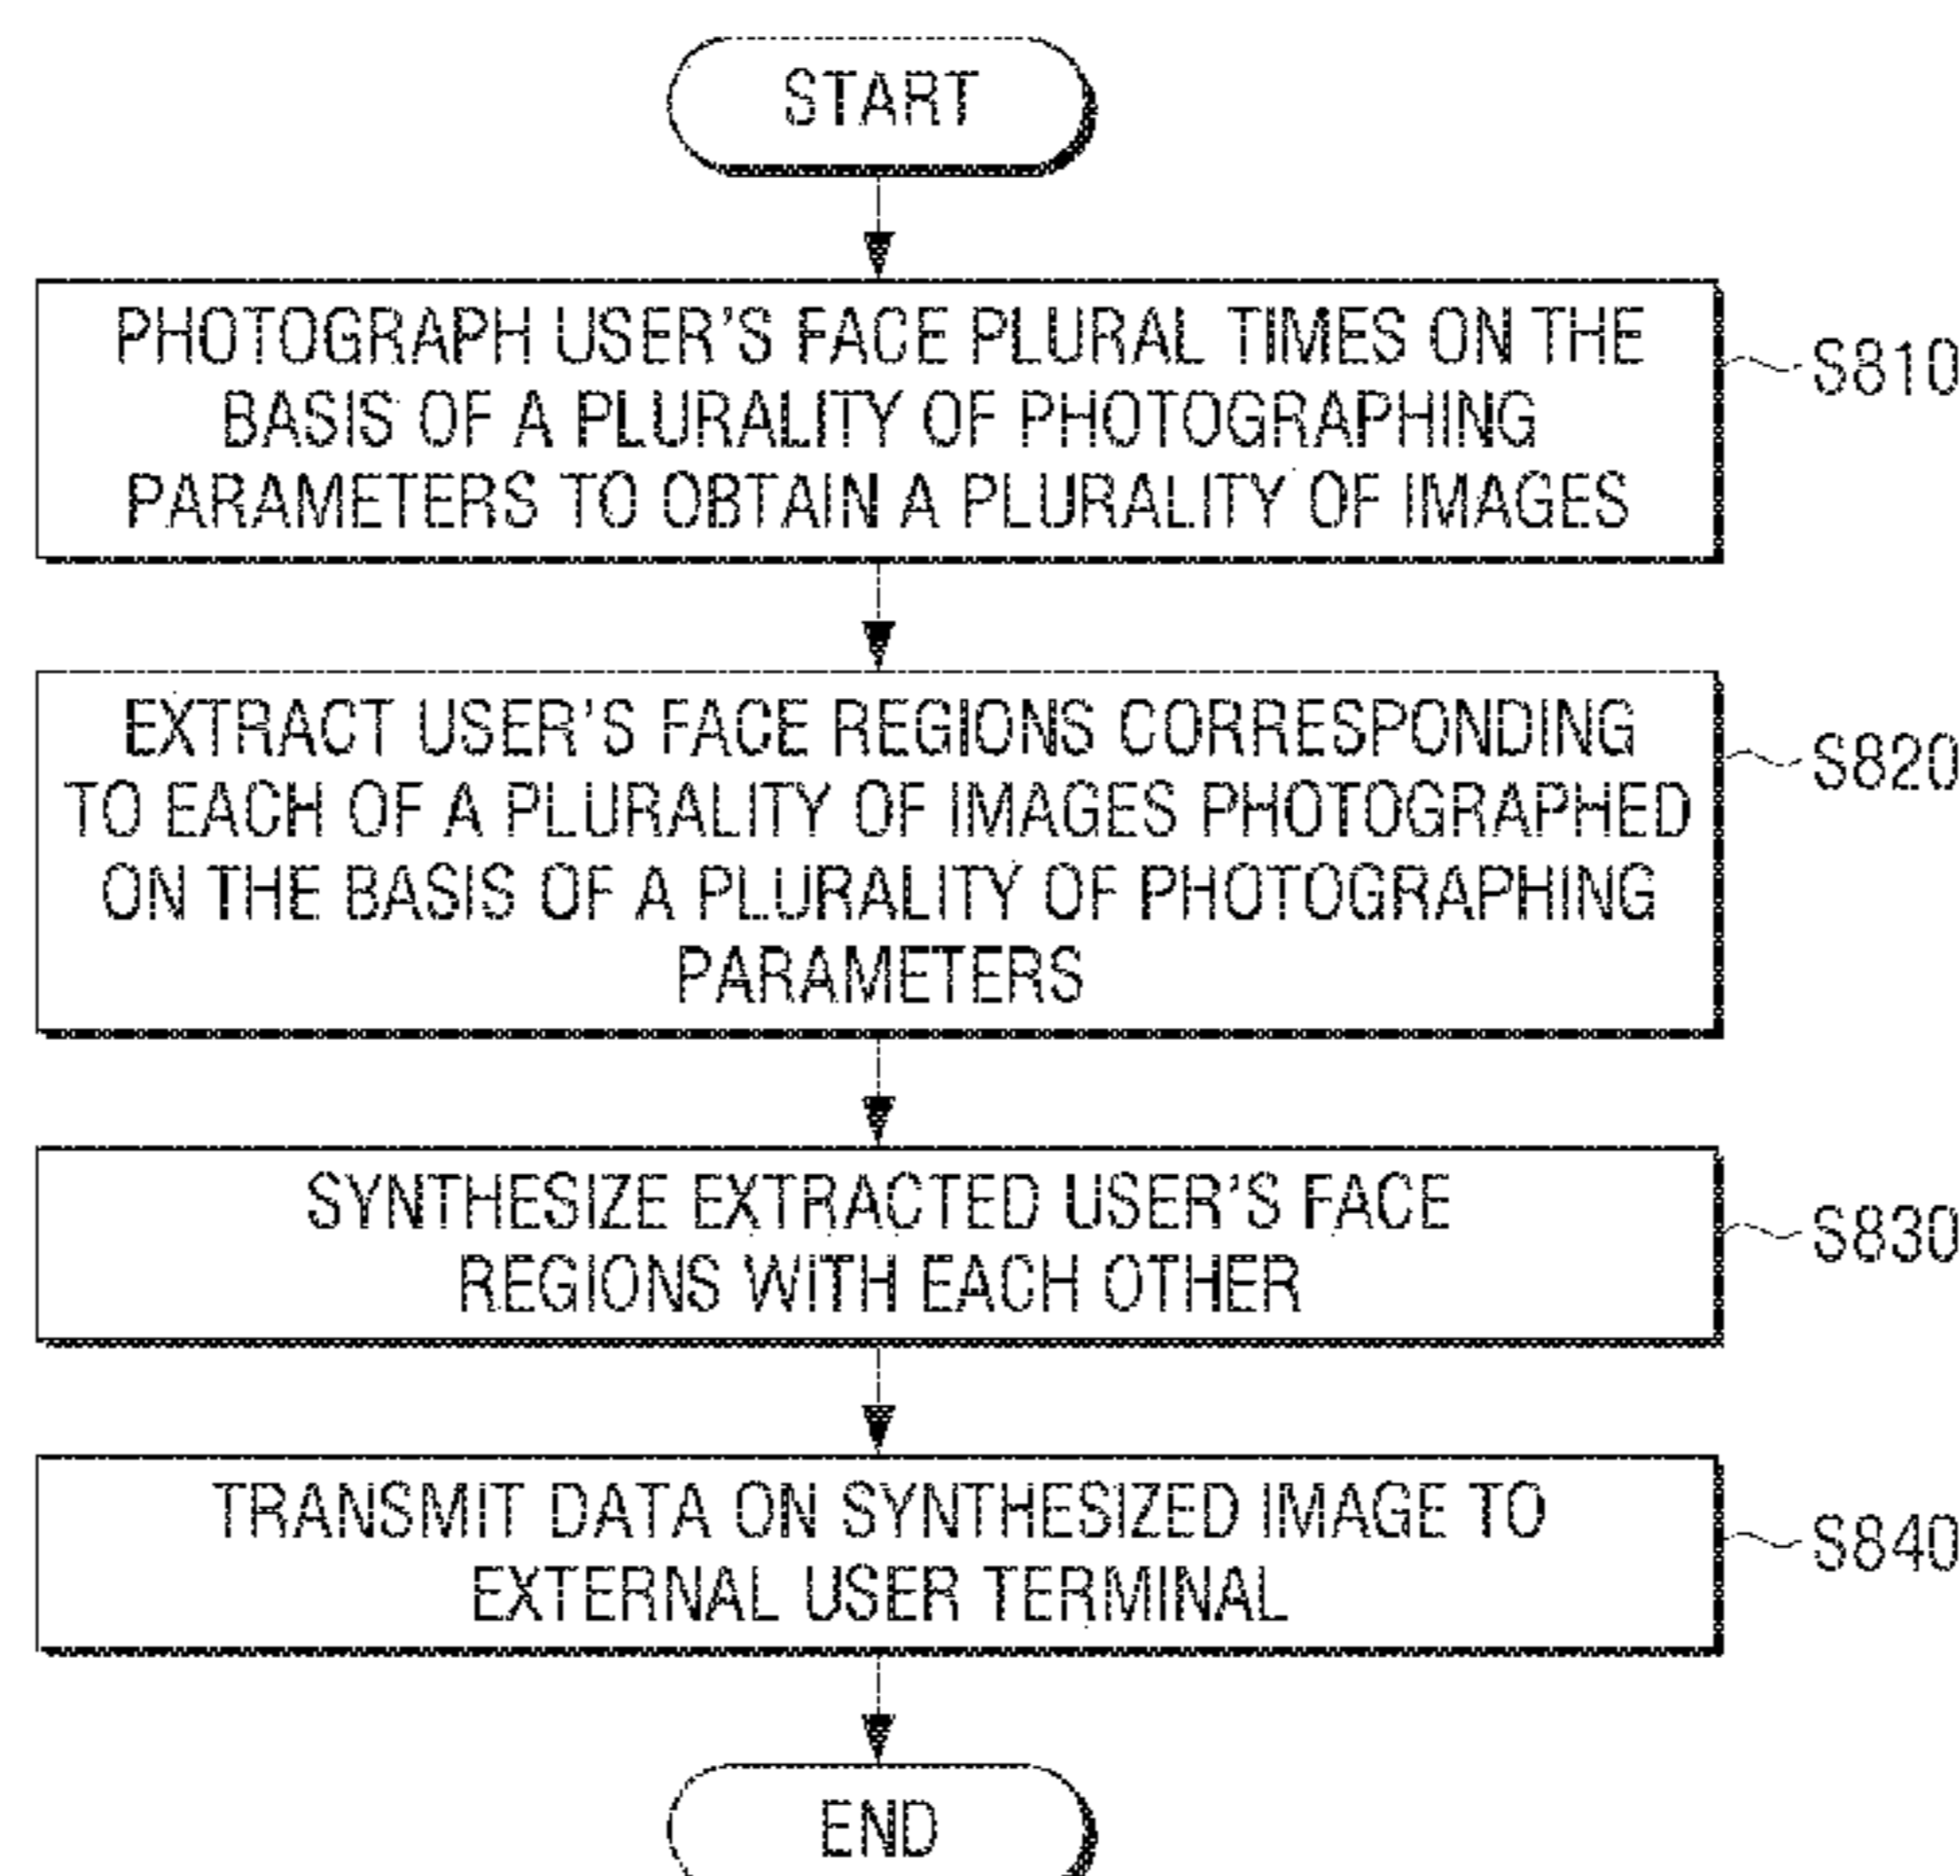 START
PHOTOGRAPH USER'S FACE PLURAL TIMES ON THE
BASIS OF A PLURALITY OF PHOTOGRAPHING
PARAMETERS TO OBTAIN A PLURALITY OF IMAGES
S810
EXTRACT USER'S FACE REGIONS CORRESPONDING
TO EACH OF A PLURALITY OF IMAGES PHOTOGRAPHED
ON THE BASIS OF A PLURALITY OF PHOTOGRAPHING
PARAMETERS
S820
SYNTHESIZE EXTRACTED USER'S FACE
REGIONS WITH EACH OTHER
S830
TRANSMIT DATA ON SYNTHESIZED IMAGE TO
EXTERNAL USER TERMINAL
S840
END